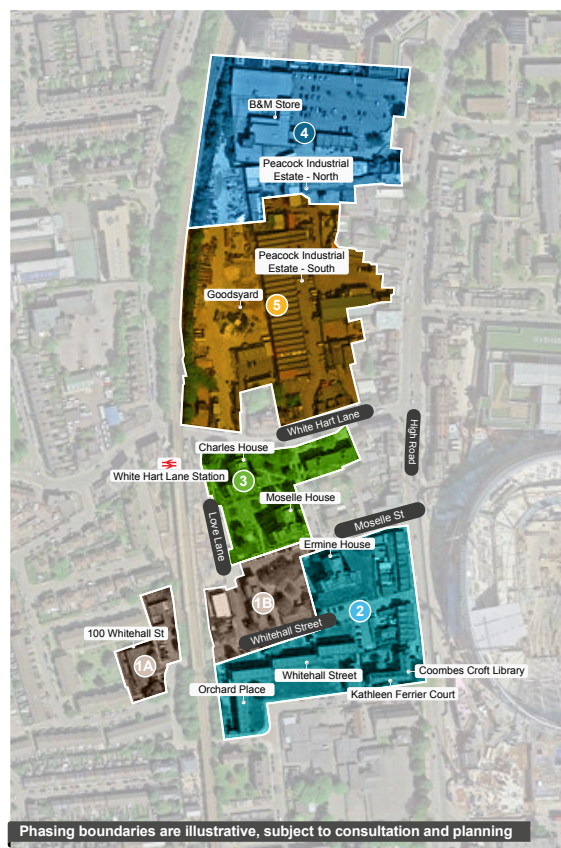 B&M Store
4
Peacock Industrial
Estate - North
Peacock Industrial
Estate - South
Goodsyard
5
White Hart Lane
High Road
Charles House
White Hart Lane Station
3
Moselle House
Love Lane
Moselle St
Ermine House
1B
2
Whitehall Street
100 Whitehall St
1A
Whitehall Street
Coombes Croft Library
Orchard Place
Kathleen Ferrier Court
Phasing boundaries are illustrative, subject to consultation and planning